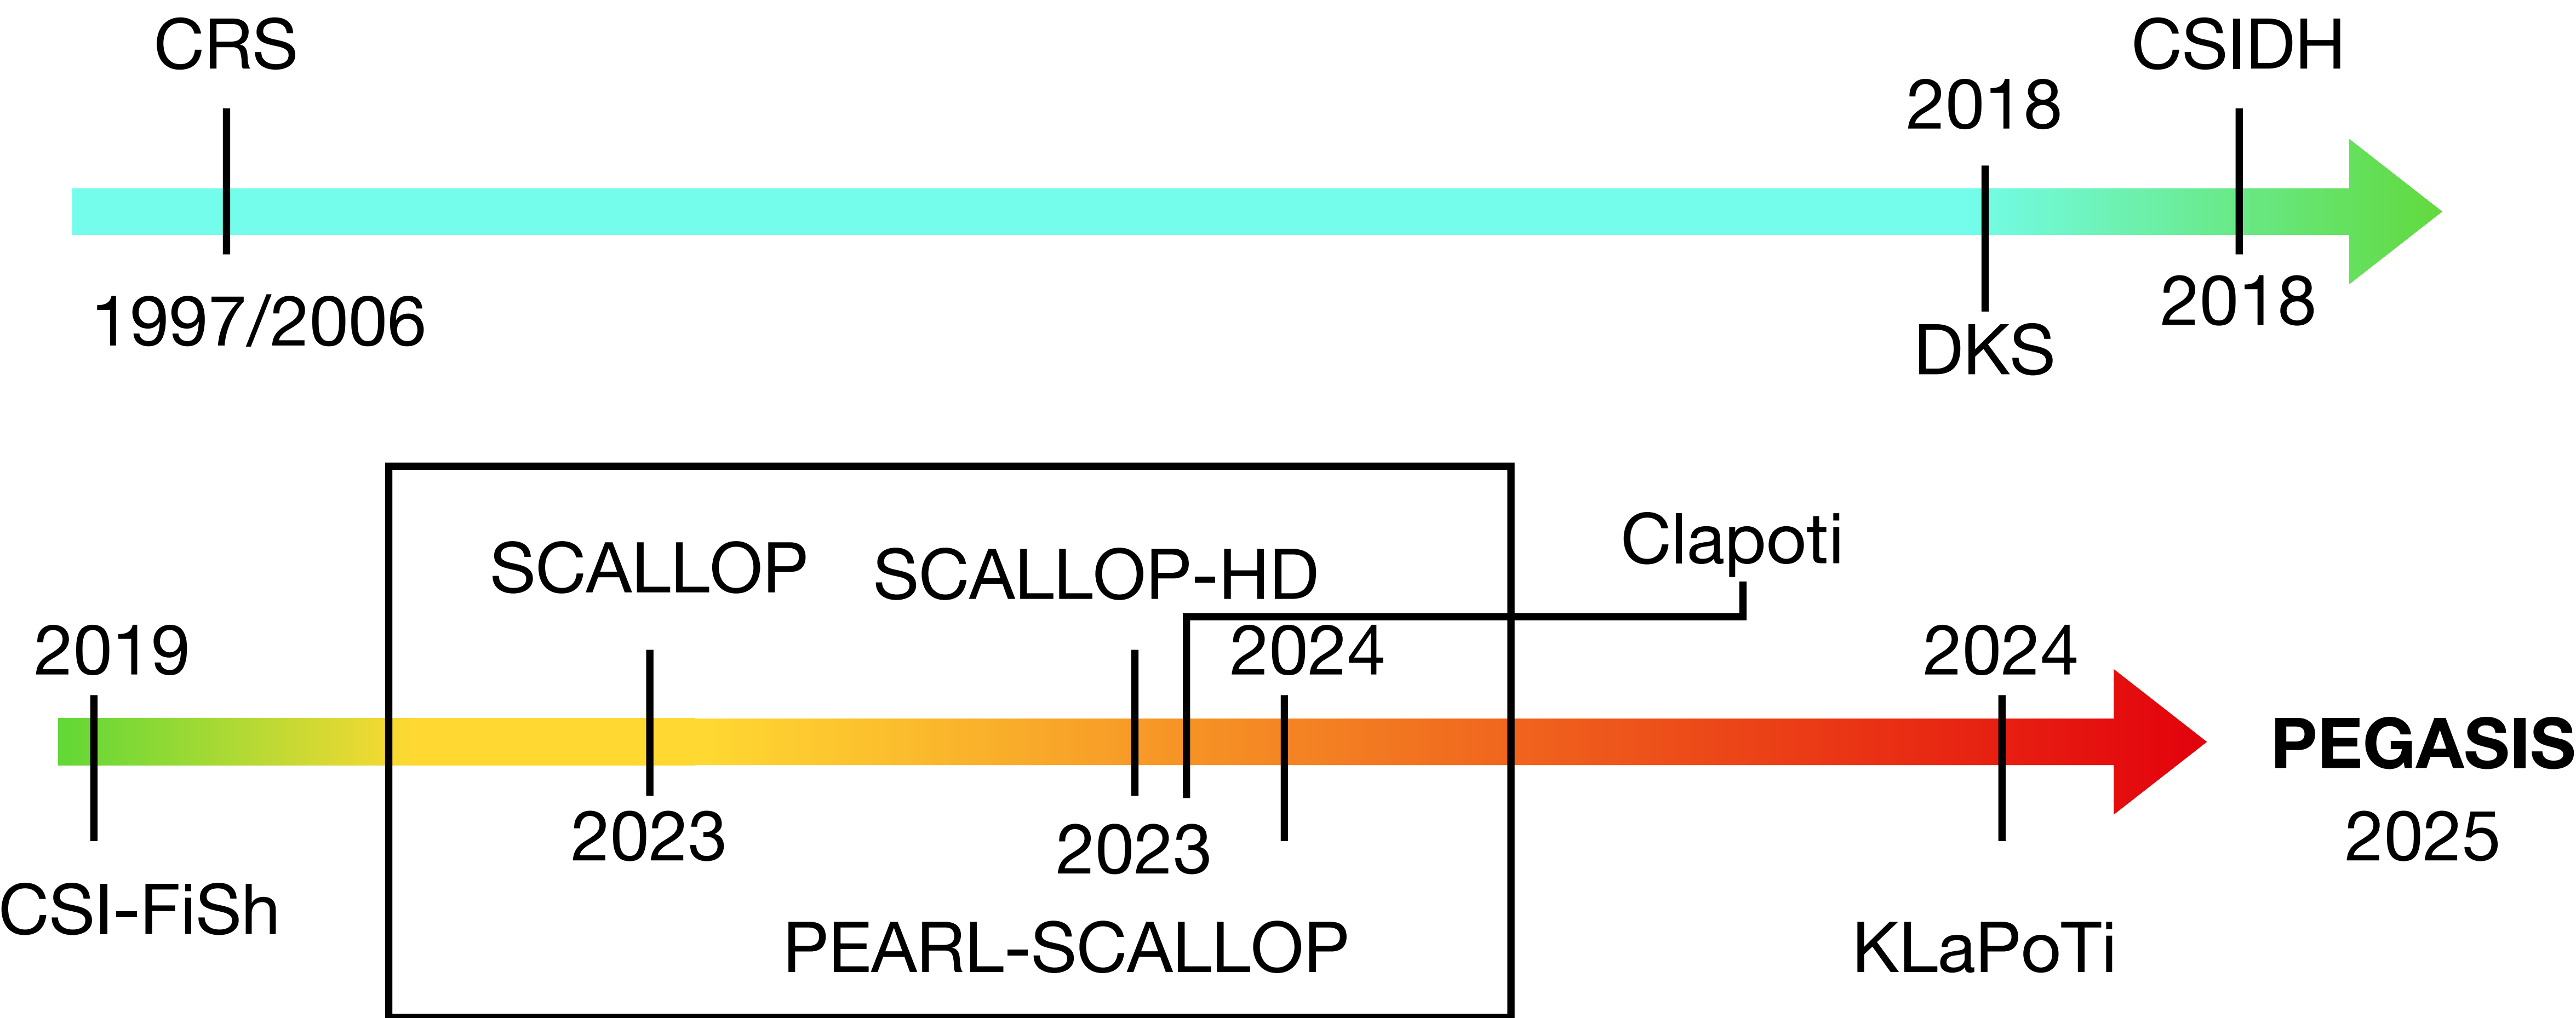 CRS
CSIDH
2018
1997/2006
2018
DKS
Clapoti
SCALLOP
SCALLOP-HD
2019
2024
2024
PEGASIS
2023
2023
2025
CSI-FiSh
PEARL-SCALLOP
KLaPoTi